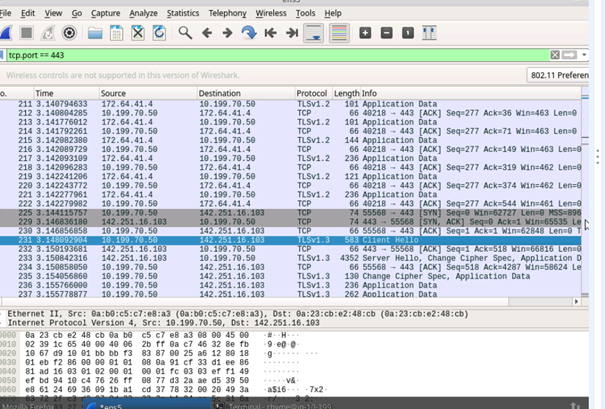 File Edit View Go Capture Analyze Statistics Telephony Wireless Tools Help
tcp.port == 443
Wireless controls are not supported in this version of Wireshark.
802.11 Preferen
o. Time Source Destination Protocol Length Info
211 3.140794633 172.64.41.4 10.199.70.50 TLSv1.2 101 Application Data
212 3.140804285 10.199.70.50 172.64.41.4 TCP 66 40218 → 443 [ACK] Seq=277 Ack=36 Win=463 Len=0
213 3.141776012 172.64.41.4 10.199.70.50 TLSv1.2 101 Application Data
214 3.141792261 10.199.70.50 172.64.41.4 TCP 66 40218 → 443 [ACK] Seq=277 Ack=71 Win=463 Len=0
215 3.142082380 172.64.41.4 10.199.70.50 TLSv1.2 144 Application Data
216 3.142089729 10.199.70.50 172.64.41.4 TCP 66 40218 → 443 [ACK] Seq=277 Ack=149 Win=463 Len=0
217 3.142093109 172.64.41.4 10.199.70.50 TLSv1.2 236 Application Data
218 3.142096283 10.199.70.50 172.64.41.4 TCP 66 40218 → 443 [ACK] Seq=277 Ack=319 Win=462 Len=0
219 3.142241206 172.64.41.4 10.199.70.50 TLSv1.2 121 Application Data
220 3.142243772 10.199.70.50 172.64.41.4 TCP 66 40218 → 443 [ACK] Seq=277 Ack=374 Win=462 Len=0
221 3.142277961 172.64.41.4 10.199.70.50 TLSv1.2 236 Application Data
222 3.142279982 10.199.70.50 172.64.41.4 TCP 66 40218 → 443 [ACK] Seq=277 Ack=544 Win=461 Len=0
225 3.144115757 10.199.70.50 142.251.16.103 TCP 74 55568 → 443 [SYN] Seq=0 Win=62727 Len=0 MSS=896
229 3.146836180 142.251.16.103 10.199.70.50 TCP 74 443 → 55568 [SYN, ACK] Seq=0 Ack=1 Win=65535 Le
230 3.146856858 10.199.70.50 142.251.16.103 TCP 66 55568 → 443 [ACK] Seq=1 Ack=1 Win=62848 Len=0 T
231 3.148092904 10.199.70.50 142.251.16.103 TLSv1.3 583 Client Hello
232 3.150193681 142.251.16.103 10.199.70.50 TCP 66 443 → 55568 [ACK] Seq=1 Ack=518 Win=66816 Len=0
233 3.150842316 142.251.16.103 10.199.70.50 TLSv1.3 4352 Server Hello, Change Cipher Spec, Application D
234 3.150858050 10.199.70.50 142.251.16.103 TCP 66 55568 → 443 [ACK] Seq=518 Ack=4287 Win=58624 Le
235 3.154056860 10.199.70.50 142.251.16.103 TLSv1.3 130 Change Cipher Spec, Application Data
236 3.155766000 10.199.70.50 142.251.16.103 TLSv1.3 236 Application Data
237 3.155778877 10.199.70.50 142.251.16.103 TLSv1.3 262 Application Data
Ethernet II, Src: 0a:b0:c5:c7:e8:a3 (0a:b0:c5:c7:e8:a3), Dst: 0a:23:cb:e2:48:cb (0a:23:cb:e2:48:cb)
Internet Protocol Version 4, Src: 10.199.70.50, Dst: 142.251.16.103
0a 23 cb e2 48 cb 0a b0 c5 c7 e8 a3 08 00 45 00
02 39 1c 65 40 00 40 06 2b ff 0a c7 46 32 8e fb
10 67 d9 10 01 bb bb f3 83 87 00 25 a6 12 80 18
01 eb bf 2 86 00 00 01 01 08 0a 91 cf 33 d1 ee 86
81 ad 16 03 01 02 00 01 00 01 fc 03 03 ef f1 49
ef bd 94 10 c4 76 26 ff 08 77 d3 2a ae d5 39 50
e8 61 24 69 36 09 1b a1 cd 37 78 32 00 20 49 3a
Mozilla Firefox
*ens5